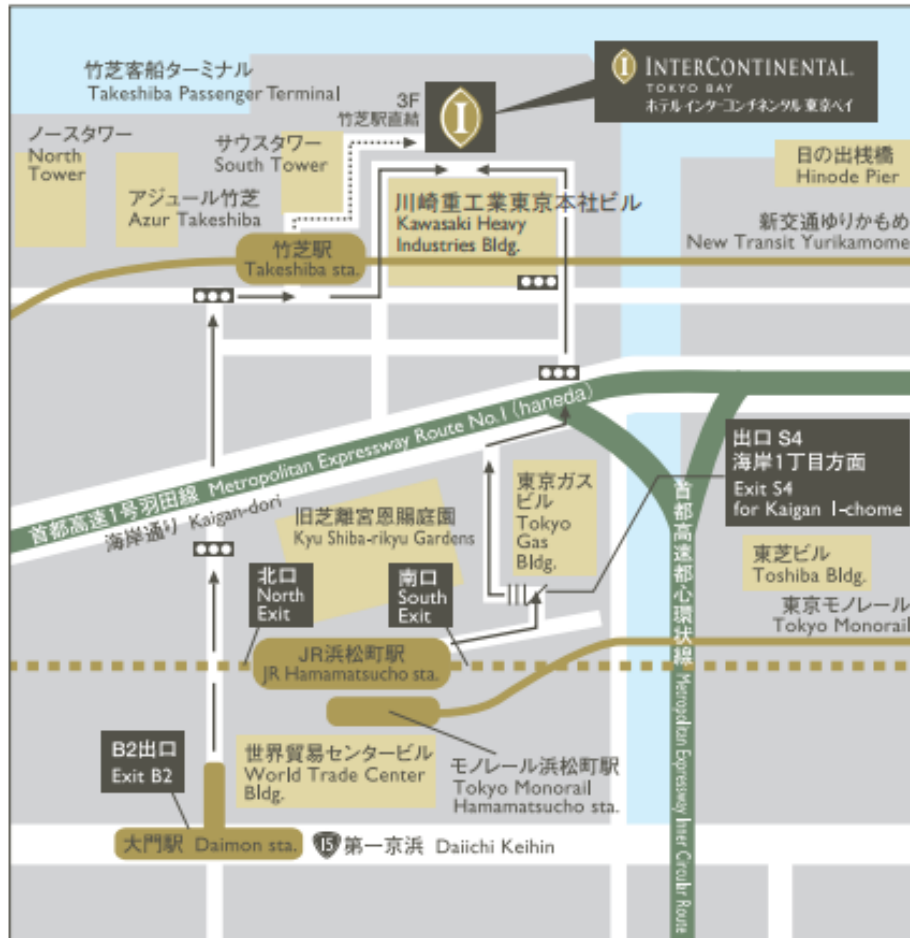 竹芝客船ターミナル
Takeshiba Passenger Terminal
3F
竹芝駅直結
I
I INTERCONTINENTAL.
TOKYO BAY
ホテル インターコンチネンタル 東京ベイ
ノースタワー
North
Tower
サウスタワー
South Tower
アジュール竹芝
Azur Takeshiba
川崎重工業東京本社ビル
Kawasaki Heavy
Industries Bldg.
日の出桟橋
Hinode Pier
新交通ゆりかもめ
New Transit Yurikamome
竹芝駅
Takeshiba sta.
首都高速1号羽田線 Metropolitan Expressway Route No.1 (haneda)
海岸通り Kaigan-dori
出口 S4
海岸1丁目方面
Exit S4
for Kaigan 1-chome
東京ガス
ビル
Tokyo
Gas
Bldg.
旧芝離宮恩賜庭園
Kyu Shiba-rikyu Gardens
首都高速都心環状線 Metropolitan Expressway Inner Circular Route
東芝ビル
Toshiba Bldg.
北口
North
Exit
南口
South
Exit
東京モノレール
Tokyo Monorail
JR浜松町駅
JR Hamamatsucho sta.
B2出口
Exit B2
世界貿易センタービル
World Trade Center
Bldg.
モノレール浜松町駅
Tokyo Monorail
Hamamatsucho sta.
大門駅 Daimon sta.
15 第一京浜 Daiichi Keihin